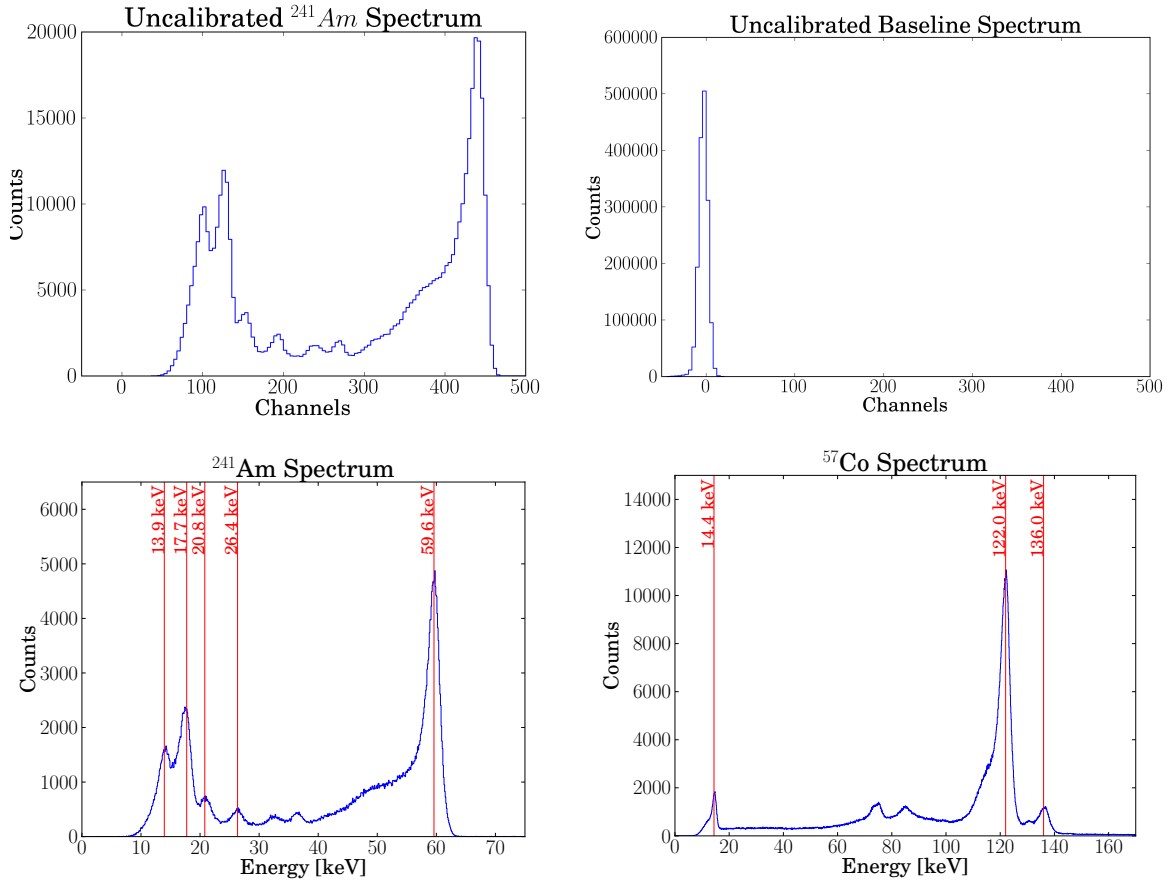 Uncalibrated ²⁴¹Am Spectrum
20000
15000
10000
5000
0
Counts
0 100 200 300 400 500
Channels
Uncalibrated Baseline Spectrum
600000
500000
400000
300000
200000
100000
0
Counts
0 100 200 300 400 500
Channels
²⁴¹Am Spectrum
6000
5000
4000
3000
2000
1000
0
Counts
13.9 keV
17.7 keV
20.8 keV
26.4 keV
59.6 keV
0 10 20 30 40 50 60 70
Energy [keV]
⁵⁷Co Spectrum
14000
12000
10000
8000
6000
4000
2000
0
Counts
14.4 keV
122.0 keV
136.0 keV
0 20 40 60 80 100 120 140 160
Energy [keV]